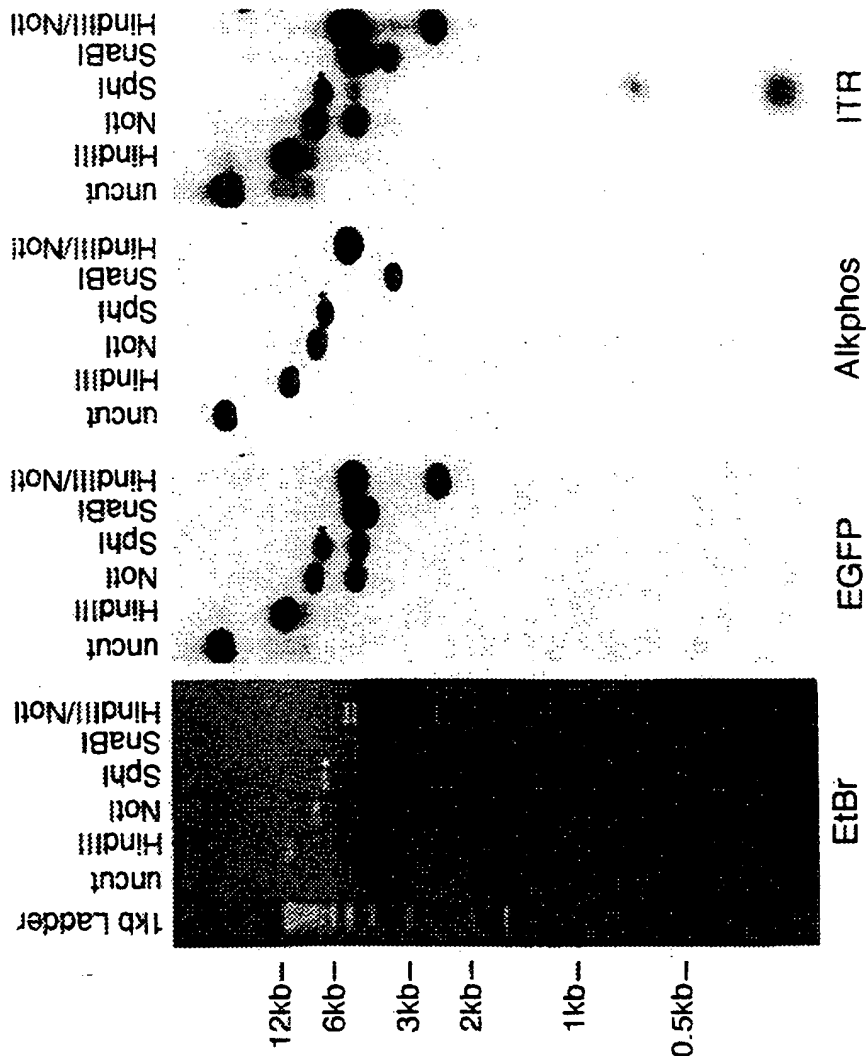 1kb Ladder
uncut
HindIII
NotI
SphI
SnaBI
HindIII/NotI
uncut
HindIII
NotI
SphI
SnaBI
HindIII/NotI
uncut
HindIII
NotI
SphI
SnaBI
HindIII/NotI
uncut
HindIII
NotI
SphI
SnaBI
HindIII/NotI
12kb–
6kb–
3kb–
2kb–
1kb–
0.5kb–
EtBr
EGFP
Alkphos
ITR